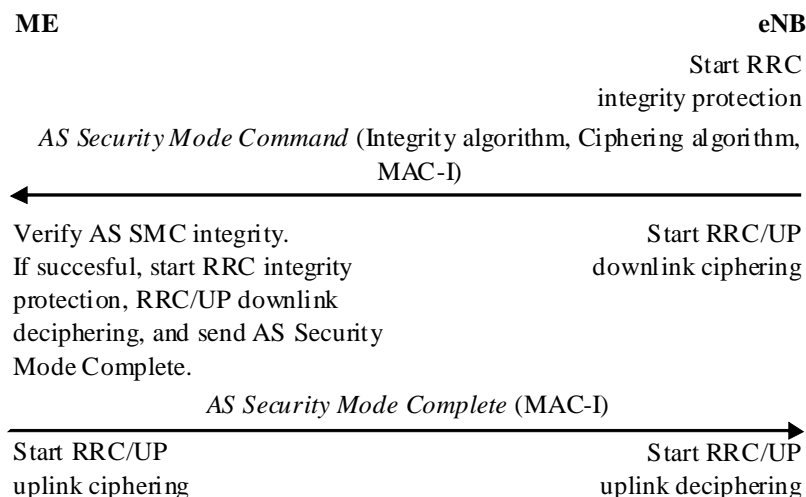 ME
eNB
Start RRC
integrity protection
AS Security Mode Command (Integrity algorithm, Ciphering algorithm,
MAC-I)
Verify AS SMC integrity.
If succesful, start RRC integrity
protection, RRC/UP downlink
deciphering, and send AS Security
Mode Complete.
Start RRC/UP
downlink ciphering
AS Security Mode Complete (MAC-I)
Start RRC/UP
uplink ciphering
Start RRC/UP
uplink deciphering